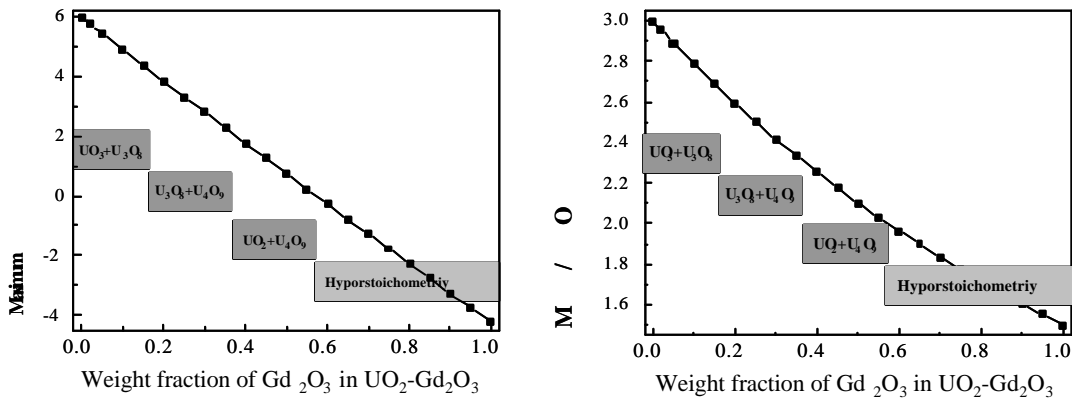 6
4
2
0
-2
-4
UO3+U3O8
U3O8+U4O9
UO2+U4O9
Hyporstoichometriy
0.0 0.2 0.4 0.6 0.8 1.0
Weight fraction of Gd 2O3 in UO2-Gd2O3
M / O
3.0
2.8
2.6
2.4
2.2
2.0
1.8
1.6
UO3+U3O8
U3O8+U4O9
UO2+U4O9
Hyporstoichometriy
0.0 0.2 0.4 0.6 0.8 1.0
Weight fraction of Gd 2O3 in UO2-Gd2O3